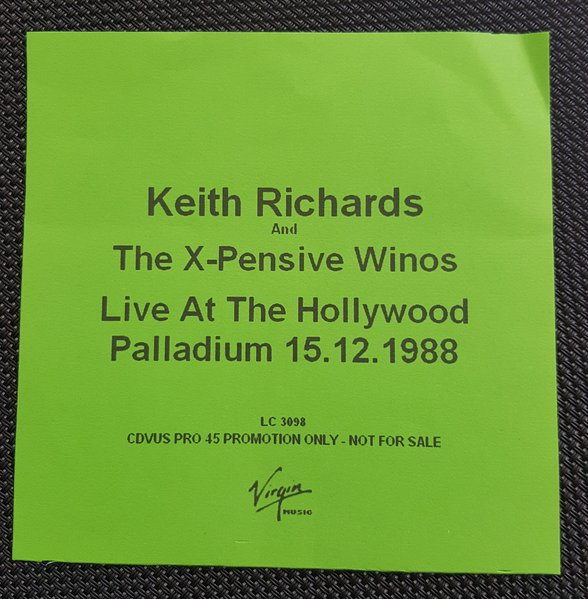 Keith Richards
And
The X-Pensive Winos
Live At The Hollywood
Palladium 15.12.1988
LC 3098
CDVUS PRO 45 PROMOTION ONLY - NOT FOR SALE
Virgin
MUSIC